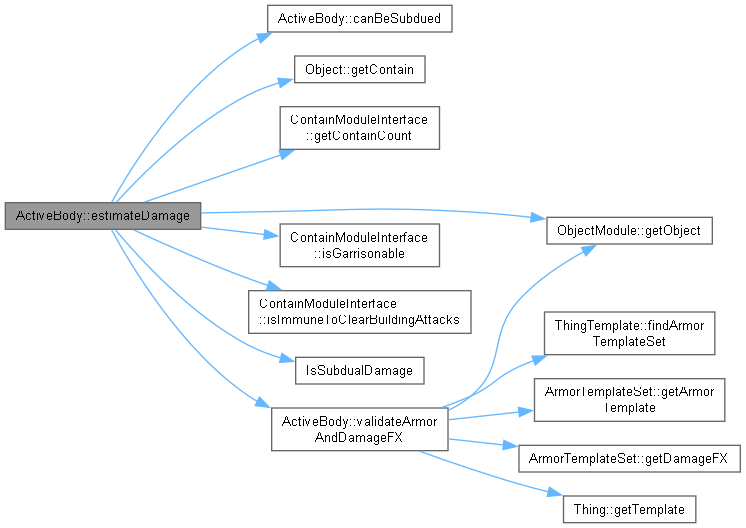 ActiveBody::canBeSubdued
Object::getContain
ContainModuleInterface
::getContainCount
ActiveBody::estimateDamage
ObjectModule::getObject
ContainModuleInterface
::isGarrisonable
ContainModuleInterface
::isImmuneToClearBuildingAttacks
ThingTemplate::findArmor
TemplateSet
IsSubdualDamage
ArmorTemplateSet::getArmor
Template
ActiveBody::validateArmor
AndDamageFX
ArmorTemplateSet::getDamageFX
Thing::getTemplate